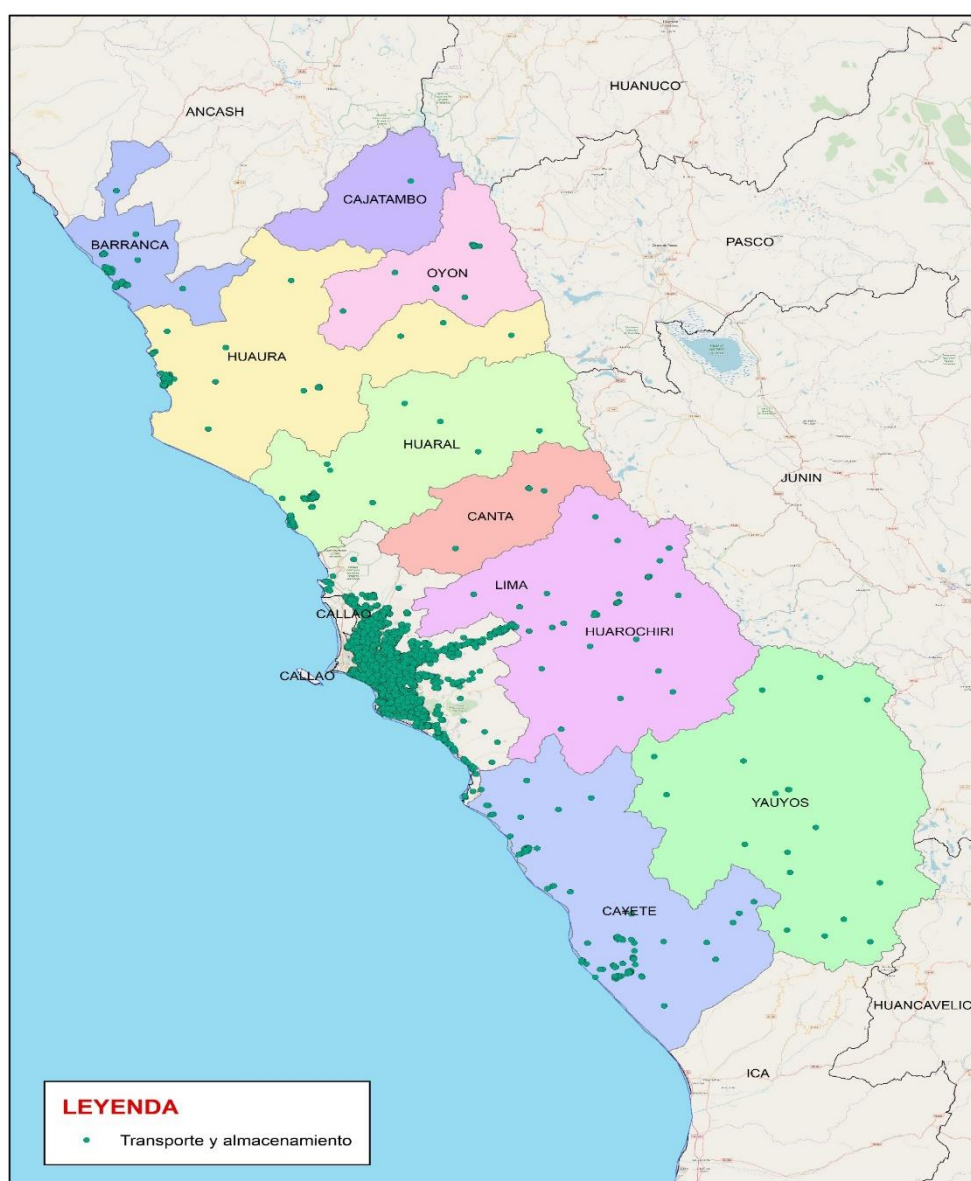 HUANUCO
ANCASH
CAJATAMBO
PASCO
BARRANCA
OYON
HUAURA
HUARAL
JUNIN
CANTA
LIMA
CALLAO
HUAROCHIRI
CALLAO
YAUYOS
CA¥ETE
HUANCAVELIC
ICA
LEYENDA
Transporte y almacenamiento